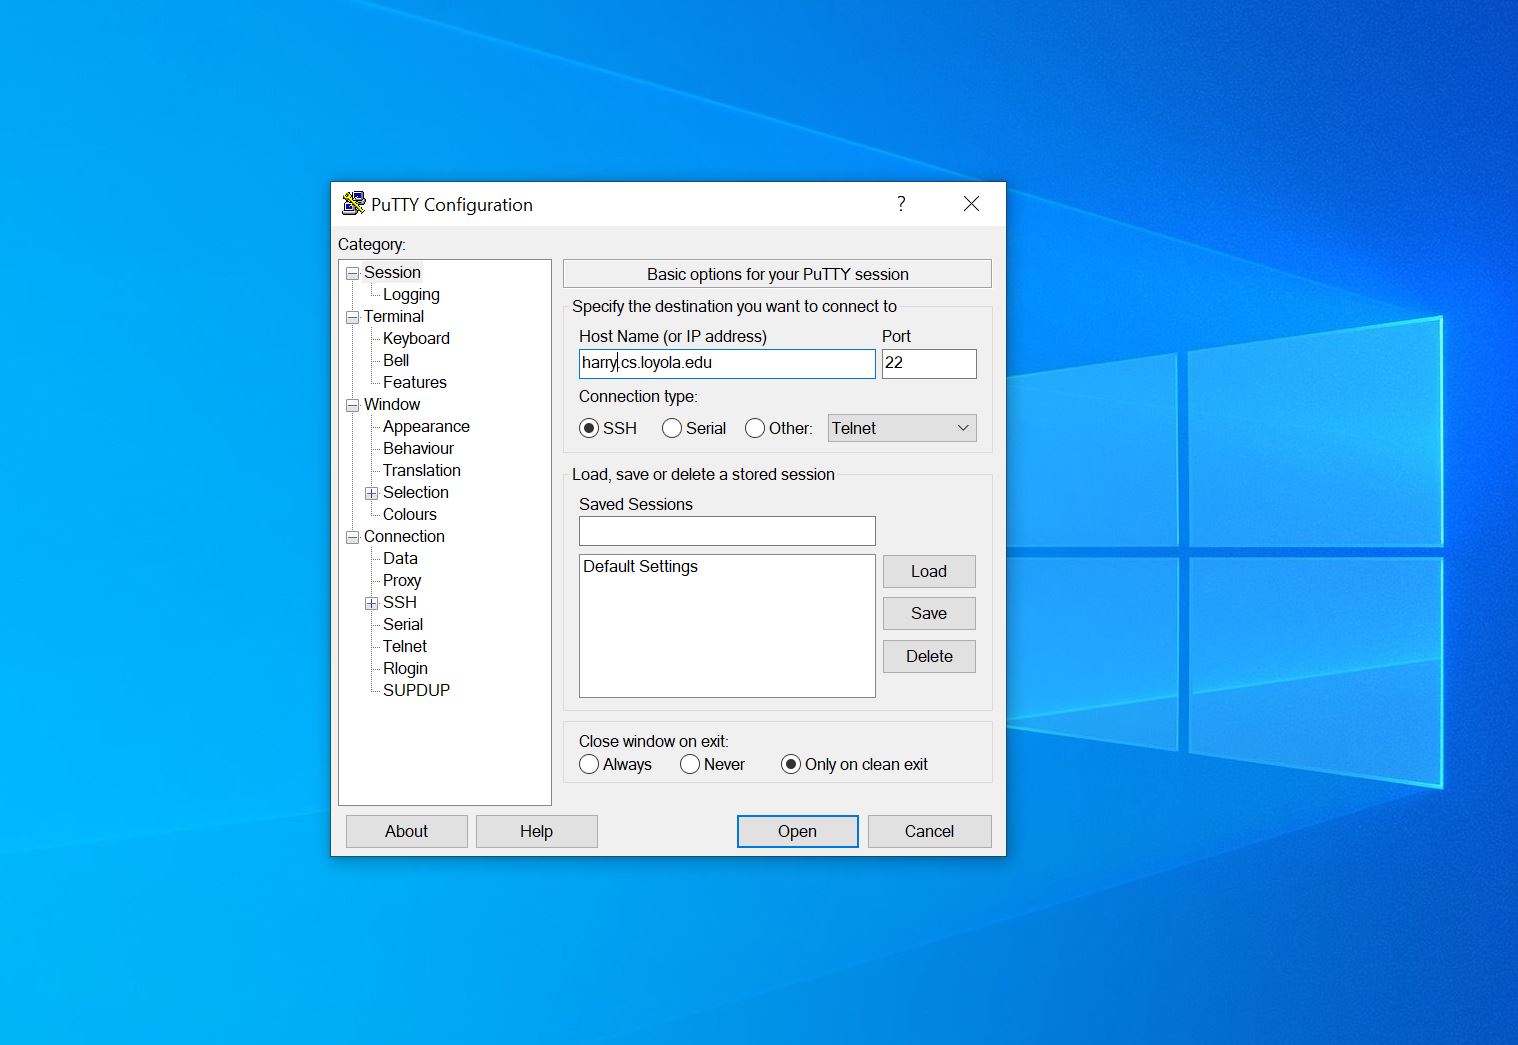 PuTTY Configuration
?
Category:
Session
Logging
Terminal
Keyboard
Bell
Features
Window
Appearance
Behaviour
Translation
Selection
Colours
Connection
Data
Proxy
SSH
Serial
Telnet
Rlogin
SUPDUP
Basic options for your PuTTY session
Specify the destination you want to connect to
Host Name (or IP address) Port
harry.cs.loyola.edu 22
Connection type:
SSH Serial Other: Telnet
Load, save or delete a stored session
Saved Sessions
Default Settings
Load
Save
Delete
Close window on exit:
Always Never Only on clean exit
About Help Open Cancel